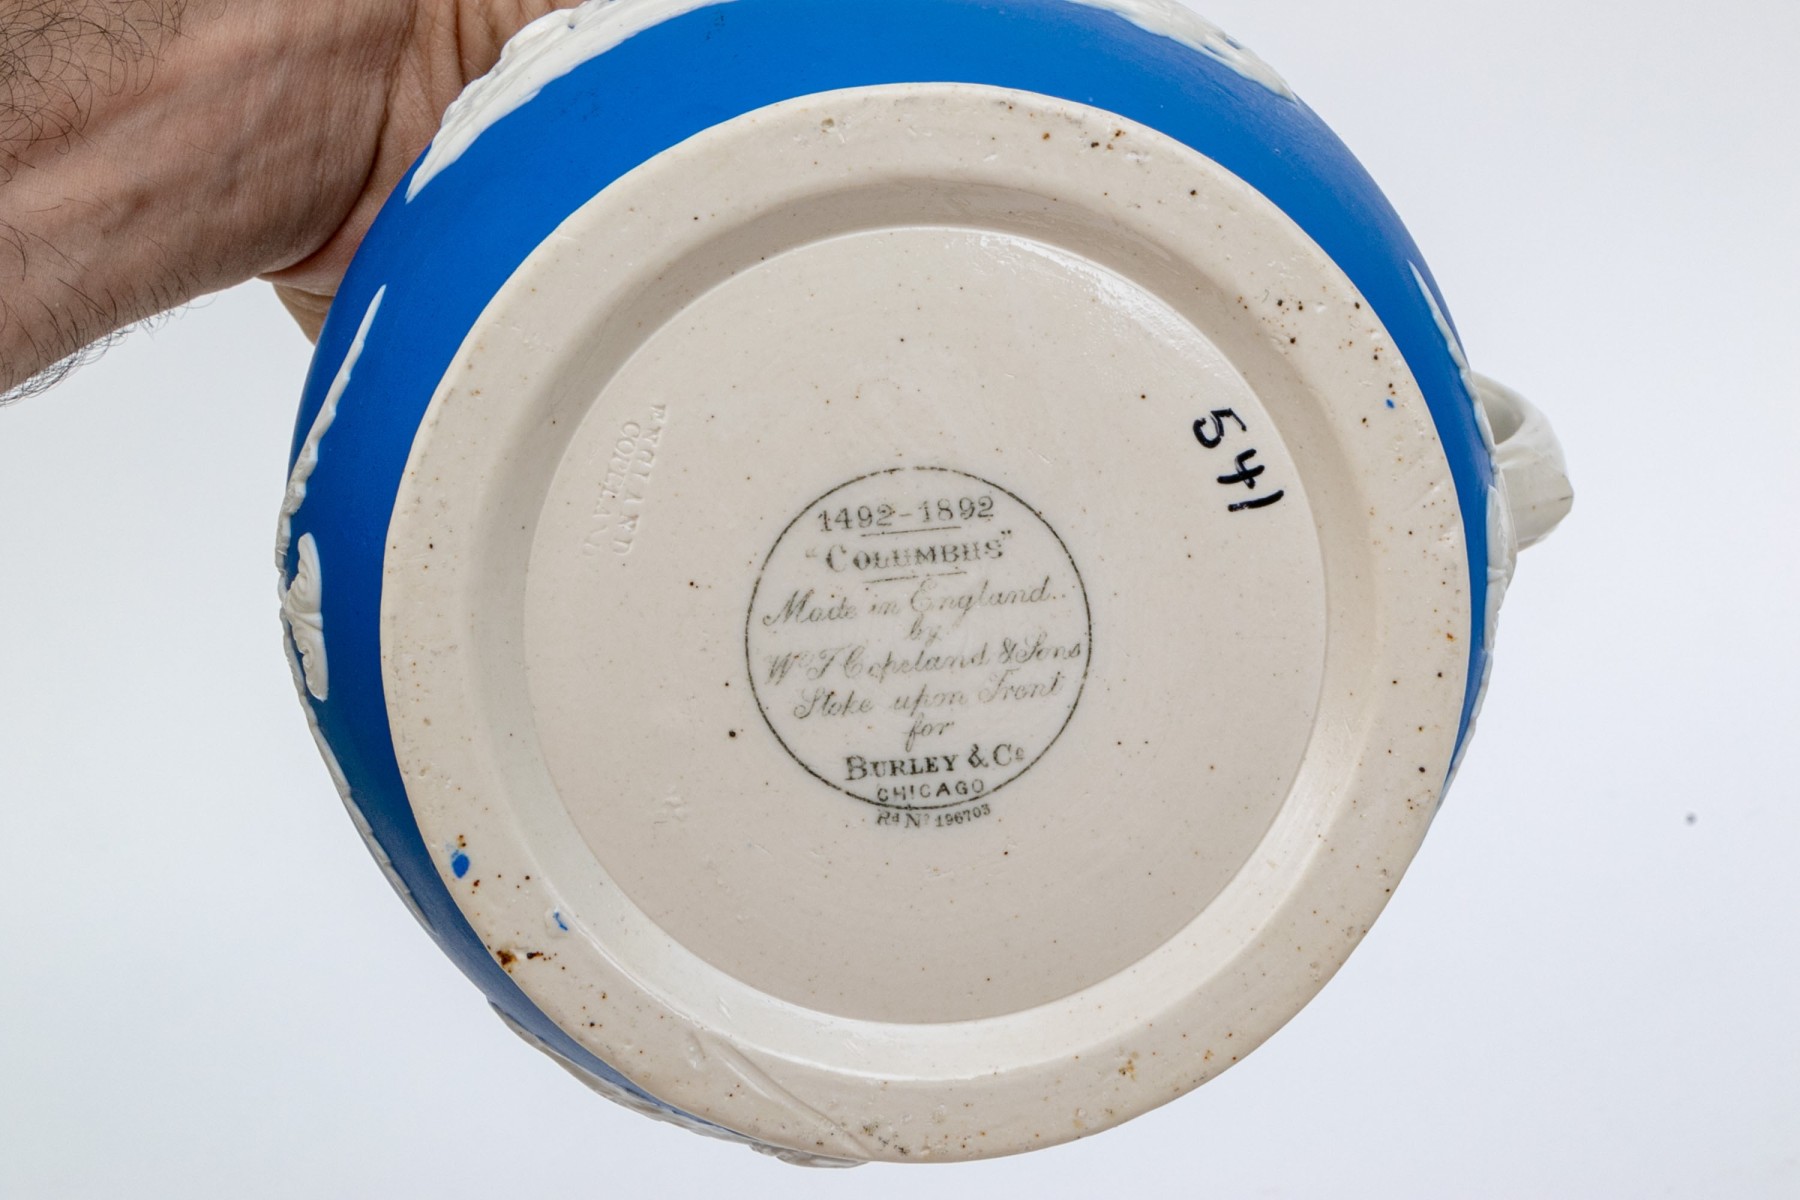 1492-1892
"COLUMBUS"
Made in England.
by
W. T. Copeland & Sons
Stoke upon Trent
for
BURLEY & Co
CHICAGO
Rd No 196703
541
ENGLAND
COPELAND